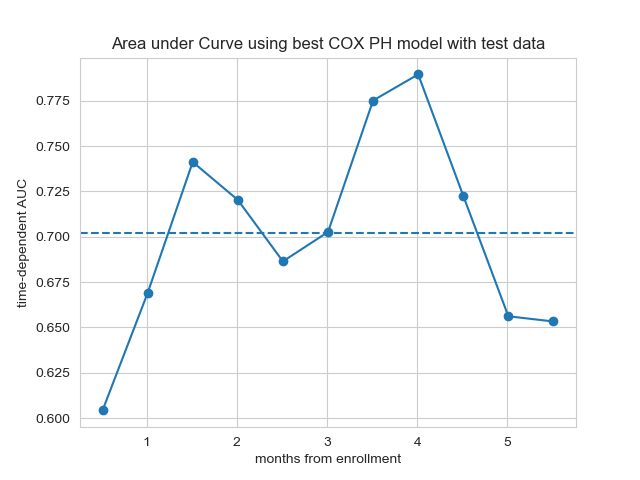 Area under Curve using best COX PH model with test data
time-dependent AUC
0.775
0.750
0.725
0.700
0.675
0.650
0.625
0.600
1 2 3 4 5
months from enrollment